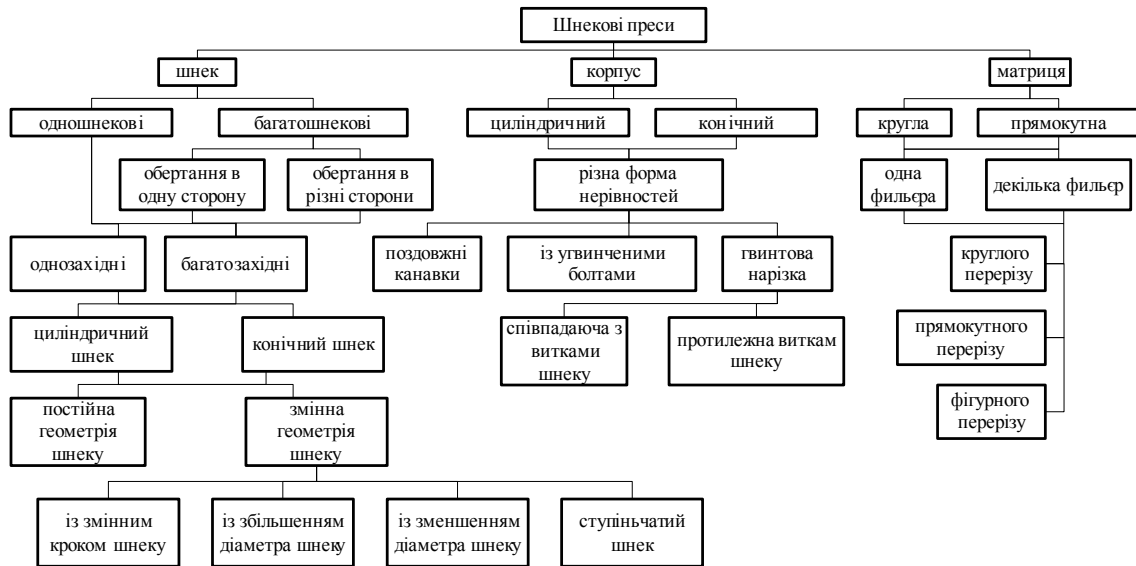 Шнекові преси
шнек
корпус
матриця
одношнекові
багатошнекові
циліндричний
конічний
кругла
прямокутна
обертання в
одну сторону
обертання в
різні сторони
різна форма
нерівностей
одна
фильєра
декілька фильєр
однозахідні
багатозахідні
поздовжні
канавки
із угвинченими
болтами
гвинтова
нарізка
круглого
перерізу
циліндричний
шнек
конічний шнек
співпадаюча з
витками
шнеку
протилежна виткам
шнеку
прямокутного
перерізу
постійна
геометрія
шнеку
змінна
геометрія
шнеку
фігурного
перерізу
із змінним
кроком шнеку
із збільшенням
діаметра шнеку
із зменшенням
діаметра шнеку
ступіньчатий
шнек